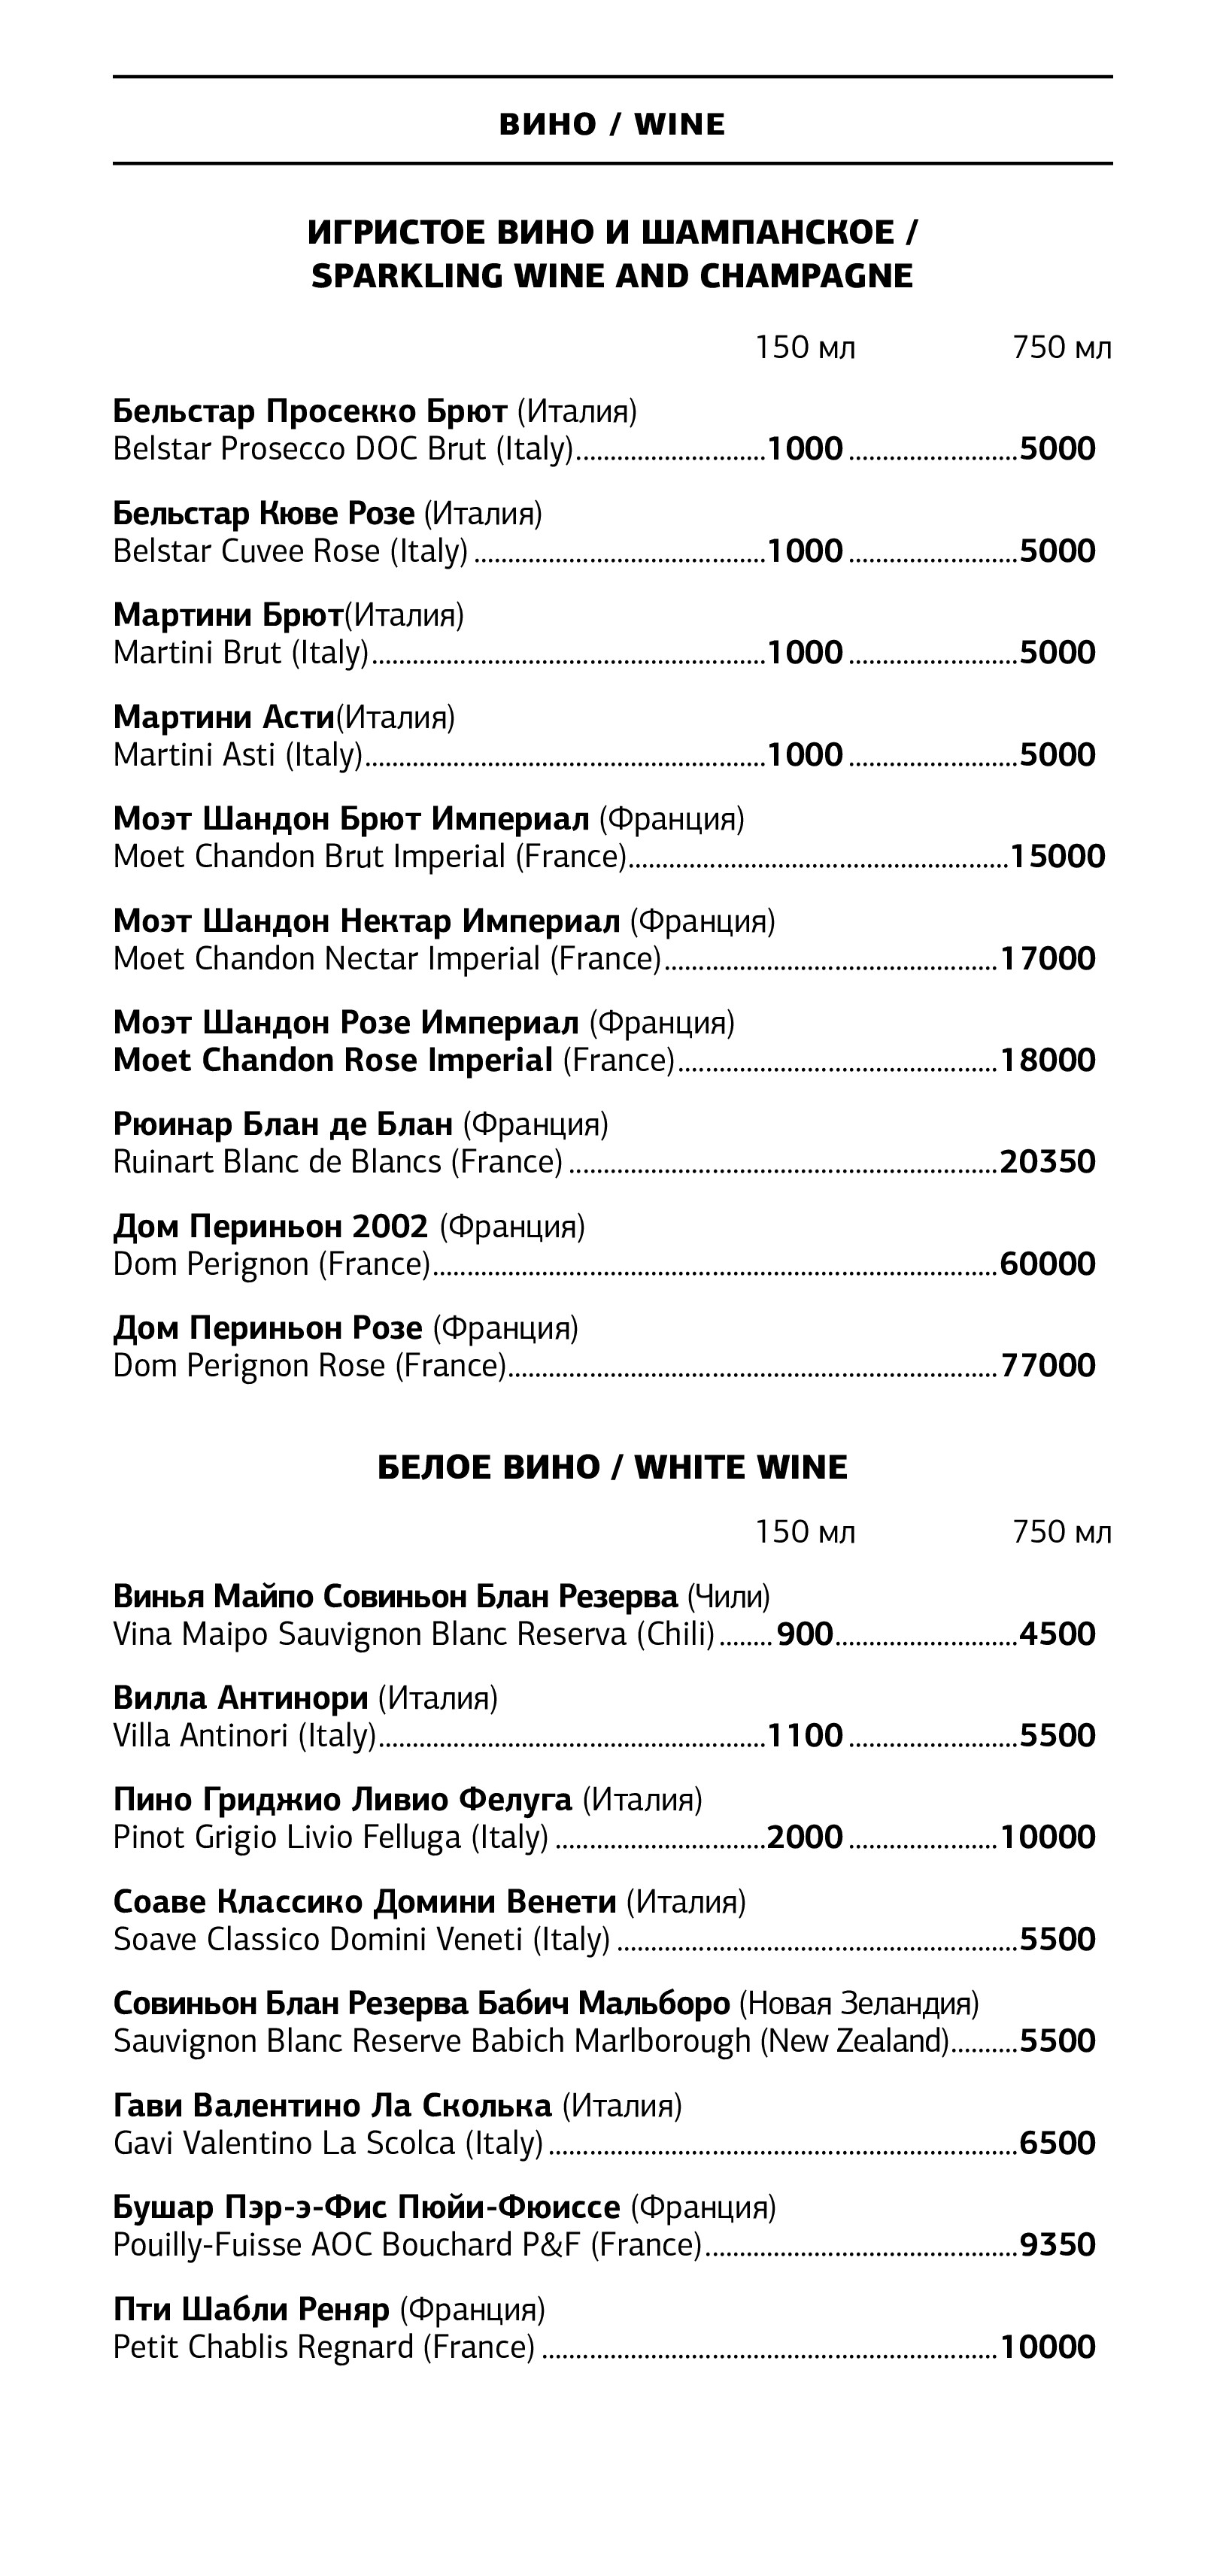 ВИНО / WINE
ИГРИСТОЕ ВИНО И ШАМПАНСКОЕ /
SPARKLING WINE AND CHAMPAGNE
150 мл 750 мл
Бельстар Просекко Брют (Италия)
Belstar Prosecco DOC Brut (Italy)............................1000 .........................5000
Бельстар Кюве Розе (Италия)
Belstar Cuvee Rose (Italy) ...........................................1000 .........................5000
Мартини Брют(Италия)
Martini Brut (Italy)..........................................................1000 .........................5000
Мартини Асти(Италия)
Martini Asti (Italy)...........................................................1000 .........................5000
Моэт Шандон Брют Империал (Франция)
Moet Chandon Brut Imperial (France)........................................................15000
Моэт Шандон Нектар Империал (Франция)
Moet Chandon Nectar Imperial (France).................................................17000
Моэт Шандон Розе Империал (Франция)
Moet Chandon Rose Imperial (France)...............................................18000
Рюинар Блан де Блан (Франция)
Ruinart Blanc de Blancs (France) ...............................................................20350
Дом Периньон 2002 (Франция)
Dom Perignon (France)...................................................................................60000
Дом Периньон Розе (Франция)
Dom Perignon Rose (France)........................................................................77000
БЕЛОЕ ВИНО / WHITE WINE
150 мл 750 мл
Винья Майпо Совиньон Блан Резерва (Чили)
Vina Maipo Sauvignon Blanc Reserva (Chili)........ 900...........................4500
Вилла Антинори (Италия)
Villa Antinori (Italy).........................................................1100 .........................5500
Пино Гриджио Ливио Фелуга (Италия)
Pinot Grigio Livio Felluga (Italy) ...............................2000 ......................10000
Соаве Классико Домини Венети (Италия)
Soave Classico Domini Veneti (Italy) ...........................................................5500
Совиньон Блан Резерва Бабич Мальборо (Новая Зеландия)
Sauvignon Blanc Reserve Babich Marlborough (New Zealand)..........5500
Гави Валентино Ла Сколька (Италия)
Gavi Valentino La Scolca (Italy) .....................................................................5500
Бушар Пэр-э-Фис Пюйи-Фюиссе (Франция)
Pouilly-Fuisse AOC Bouchard P&F (France)..............................................9350
Пти Шабли Реняр (Франция)
Petit Chablis Regnard (France) ...................................................................10000